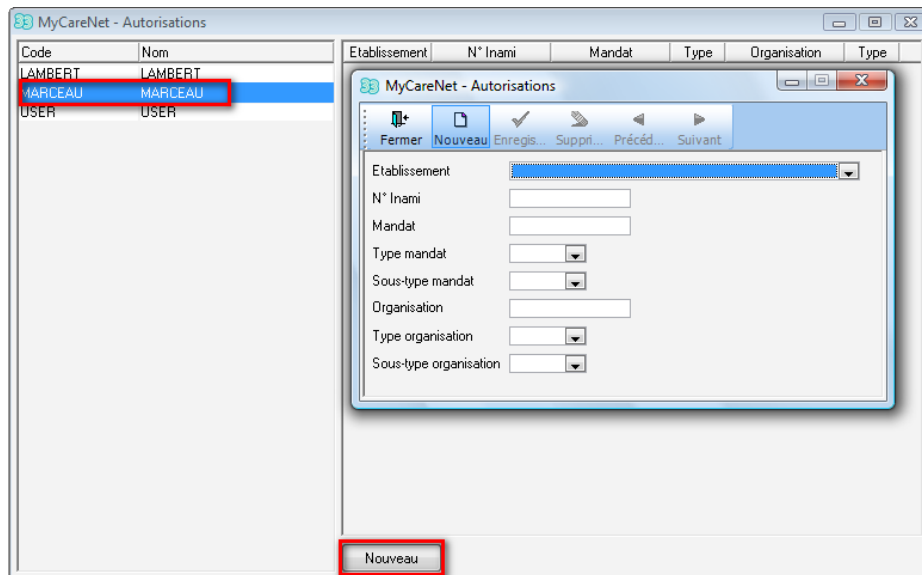 MyCareNet - Autorisations
Code Nom
LAMBERT LAMBERT
MARCEAU MARCEAU
USER USER
Etablissement N° Inami Mandat Type Organisation Type
MyCareNet - Autorisations
Fermer Nouveau Enregis... Suppri... Précéd... Suivant
Etablissement
N° Inami
Mandat
Type mandat
Sous-type mandat
Organisation
Type organisation
Sous-type organisation
Nouveau